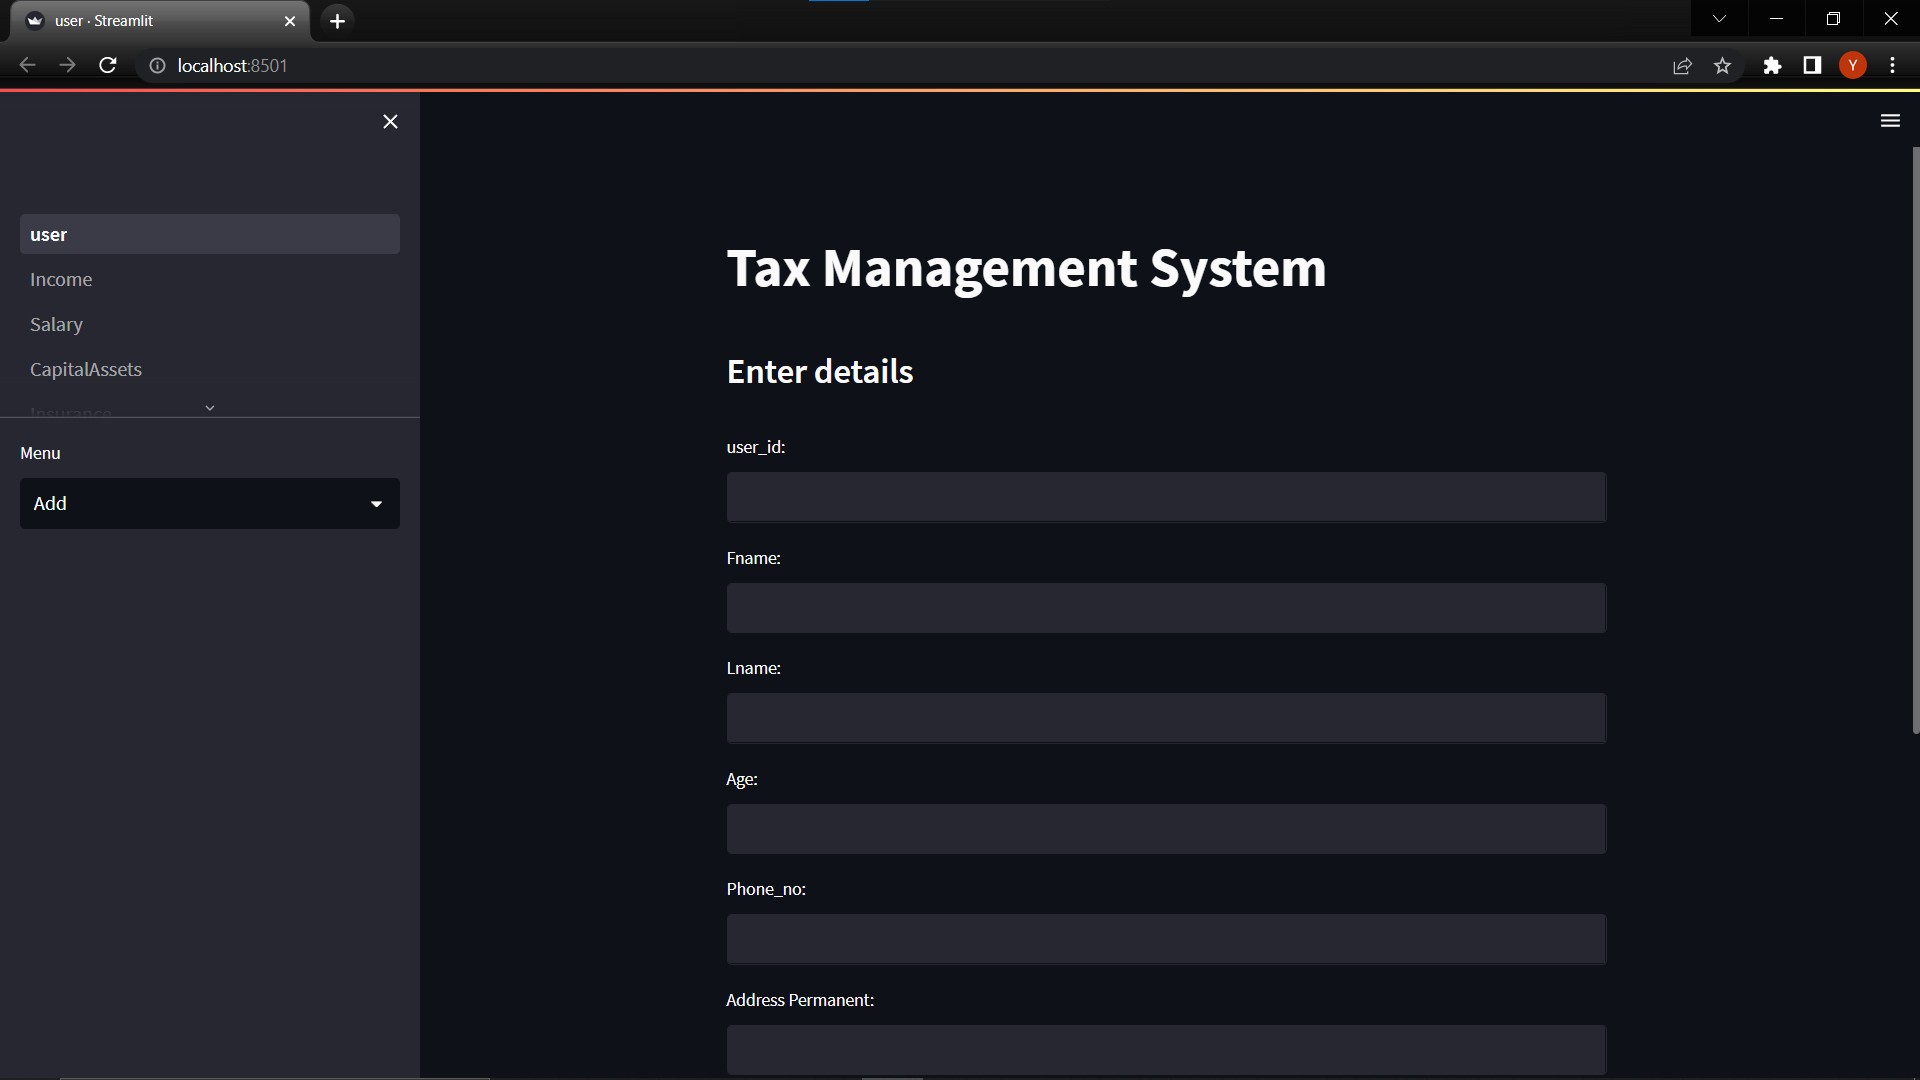 user · Streamlit
localhost:8501
Y
user
Income
Salary
CapitalAssets
Insurance
Menu
Add
Tax Management System
Enter details
user_id:
Fname:
Lname:
Age:
Phone_no:
Address Permanent: